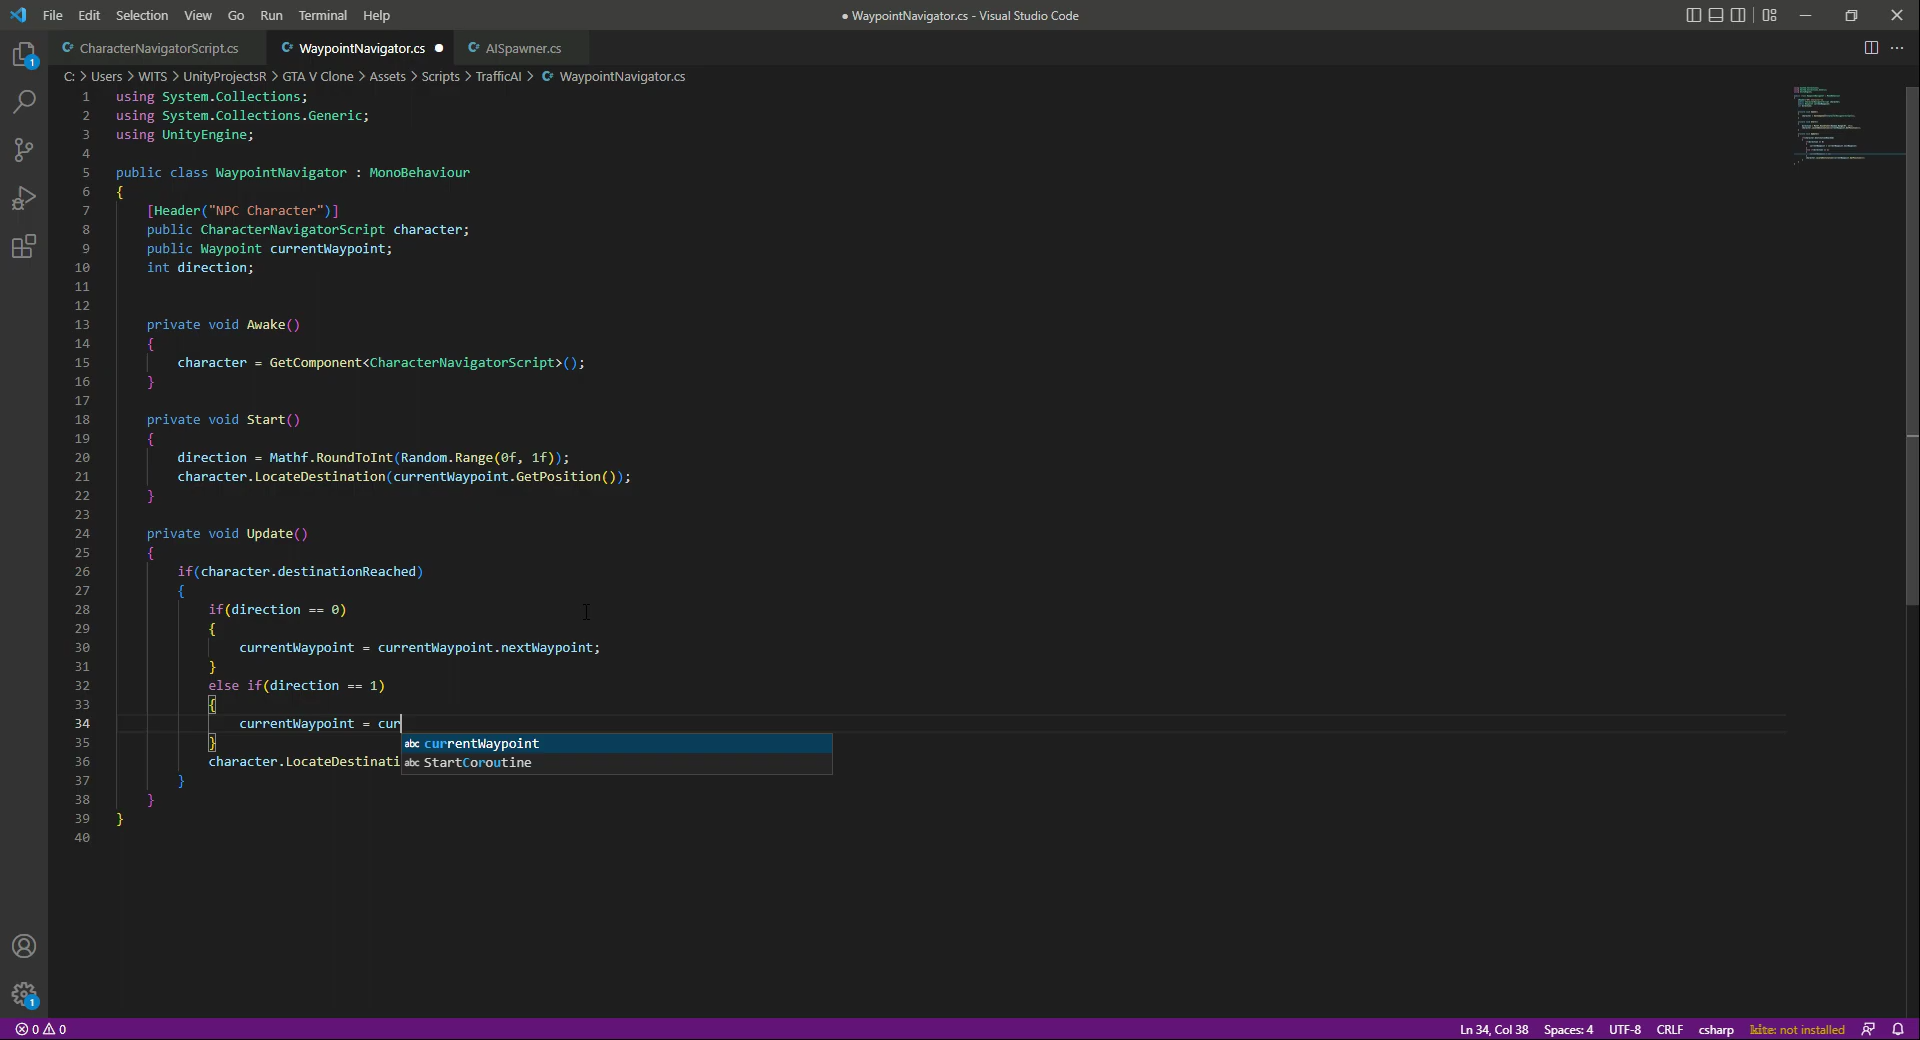 File Edit Selection View Go Run Terminal Help
● WaypointNavigator.cs - Visual Studio Code
CharacterNavigatorScript.cs
WaypointNavigator.cs ●
AISpawner.cs
C: > Users > WITS > UnityProjectsR > GTA V Clone > Assets > Scripts > TrafficAI > WaypointNavigator.cs
1 using System.Collections;
2 using System.Collections.Generic;
3 using UnityEngine;
4
5 public class WaypointNavigator : MonoBehaviour
6 {
7 [Header("NPC Character")]
8 public CharacterNavigatorScript character;
9 public Waypoint currentWaypoint;
10 int direction;
11
12
13 private void Awake()
14 {
15 character = GetComponent<CharacterNavigatorScript>();
16 }
17
18 private void Start()
19 {
20 direction = Mathf.RoundToInt(Random.Range(0f, 1f));
21 character.LocateDestination(currentWaypoint.GetPosition());
22 }
23
24 private void Update()
25 {
26 if(character.destinationReached)
27 {
28 if(direction == 0)
29 {
30 currentWaypoint = currentWaypoint.nextWaypoint;
31 }
32 else if(direction == 1)
33 {
34 currentWaypoint = cur
35 }
abc currentWaypoint
36 character.LocateDestinati
abc StartCoroutine
37 }
38 }
39 }
40
1
1
0 0
Ln 34, Col 38 Spaces: 4 UTF-8 CRLF csharp kite: not installed